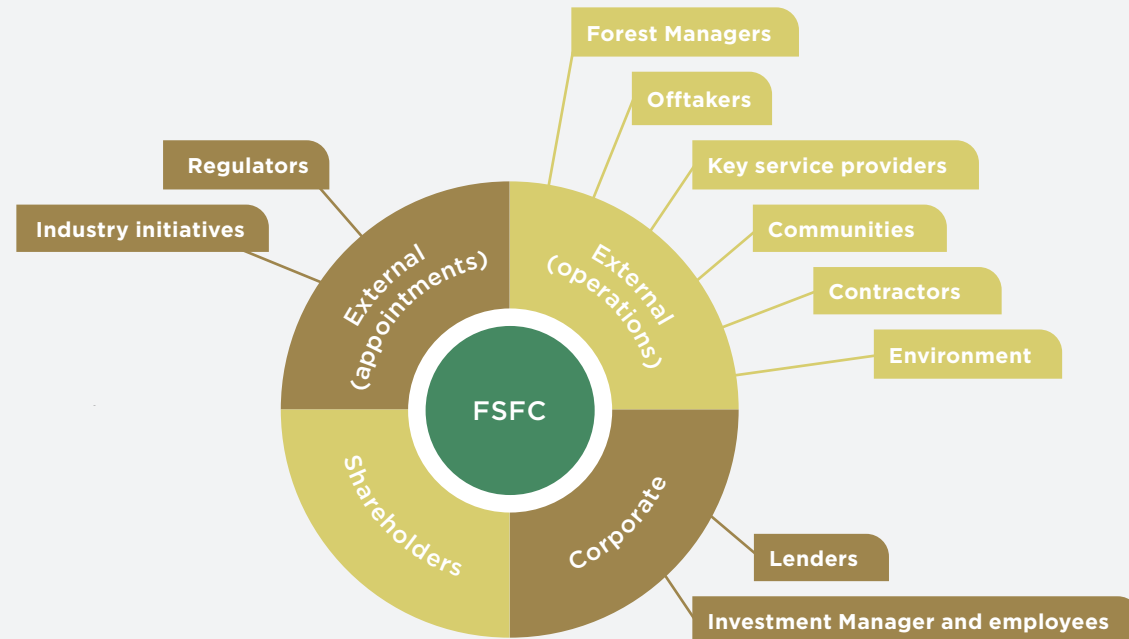 Forest Managers
Offtakers
Regulators
Key service providers
Industry initiatives
Communities
External
(appointments)
External
(operations)
Contractors
Environment
FSFC
Shareholders
Corporate
Lenders
Investment Manager and employees